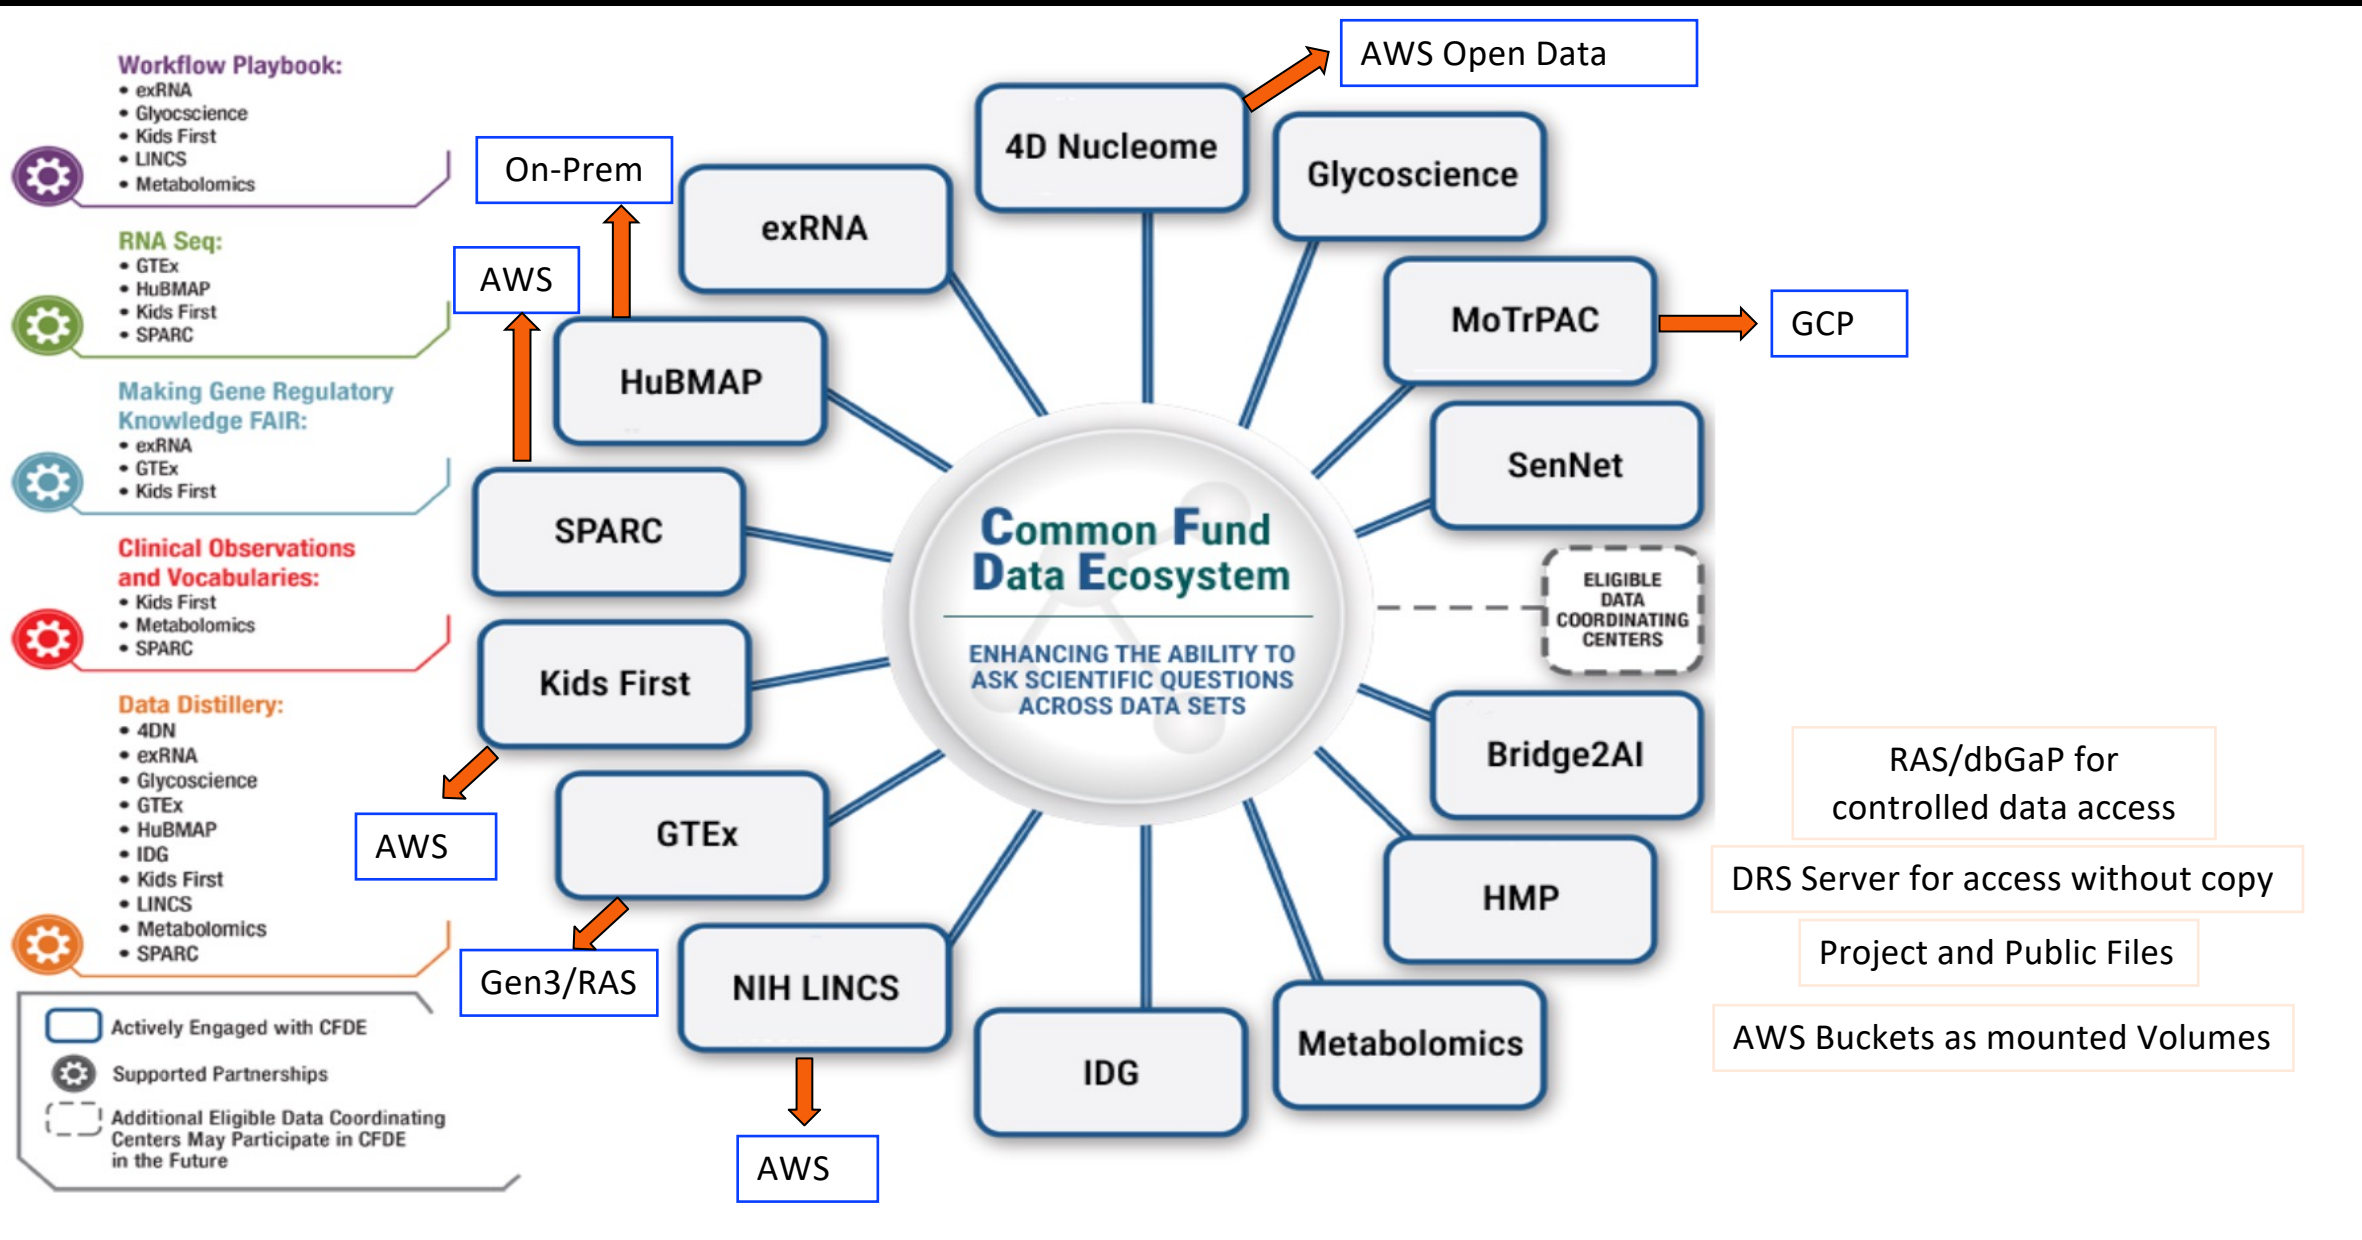 Workflow Playbook:
• exRNA
• Glyocscience
• Kids First
• LINCS
• Metabolomics
RNA Seq:
• GTEx
• HuBMAP
• Kids First
• SPARC
Making Gene Regulatory
Knowledge FAIR:
• exRNA
• GTEx
• Kids First
Clinical Observations
and Vocabularies:
• Kids First
• Metabolomics
• SPARC
Data Distillery:
• 4DN
• exRNA
• Glycoscience
• GTEx
• HuBMAP
• IDG
• Kids First
• LINCS
• Metabolomics
• SPARC
Actively Engaged with CFDE
Supported Partnerships
Additional Eligible Data Coordinating
Centers May Participate in CFDE
in the Future
AWS Open Data
4D Nucleome
Glycoscience
On-Prem
exRNA
AWS
HuBMAP
MoTrPAC
GCP
SenNet
SPARC
Common Fund
Data Ecosystem
ENHANCING THE ABILITY TO
ASK SCIENTIFIC QUESTIONS
ACROSS DATA SETS
ELIGIBLE
DATA
COORDINATING
CENTERS
Kids First
AWS
Bridge2AI
GTEx
Gen3/RAS
HMP
NIH LINCS
AWS
IDG
Metabolomics
RAS/dbGaP for
controlled data access
DRS Server for access without copy
Project and Public Files
AWS Buckets as mounted Volumes